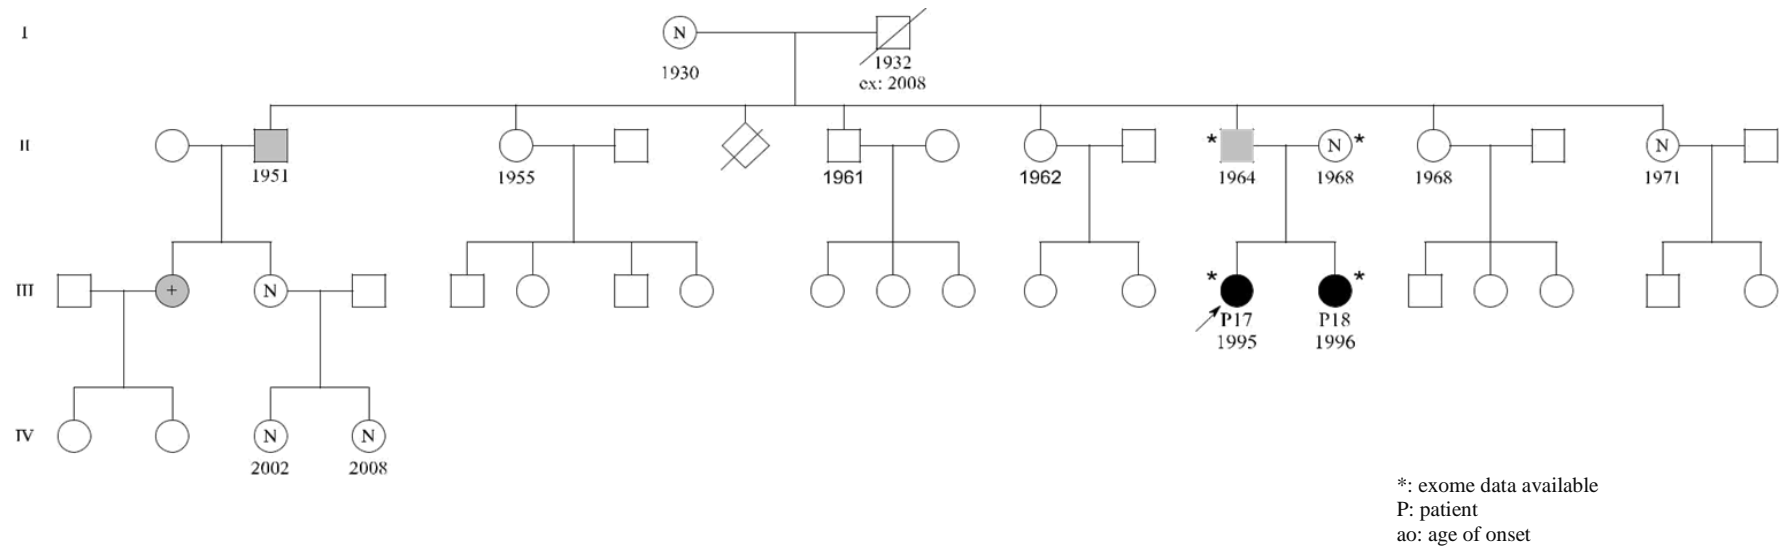 I
N
1930
1932
ex: 2008
II
* N *
N
1951
1955
1961
1962
1964
1968
1968
1971
III
+
N
* *
P17
P18
1995
1996
IV
N
N
2002
2008
*: exome data available
P: patient
ao: age of onset